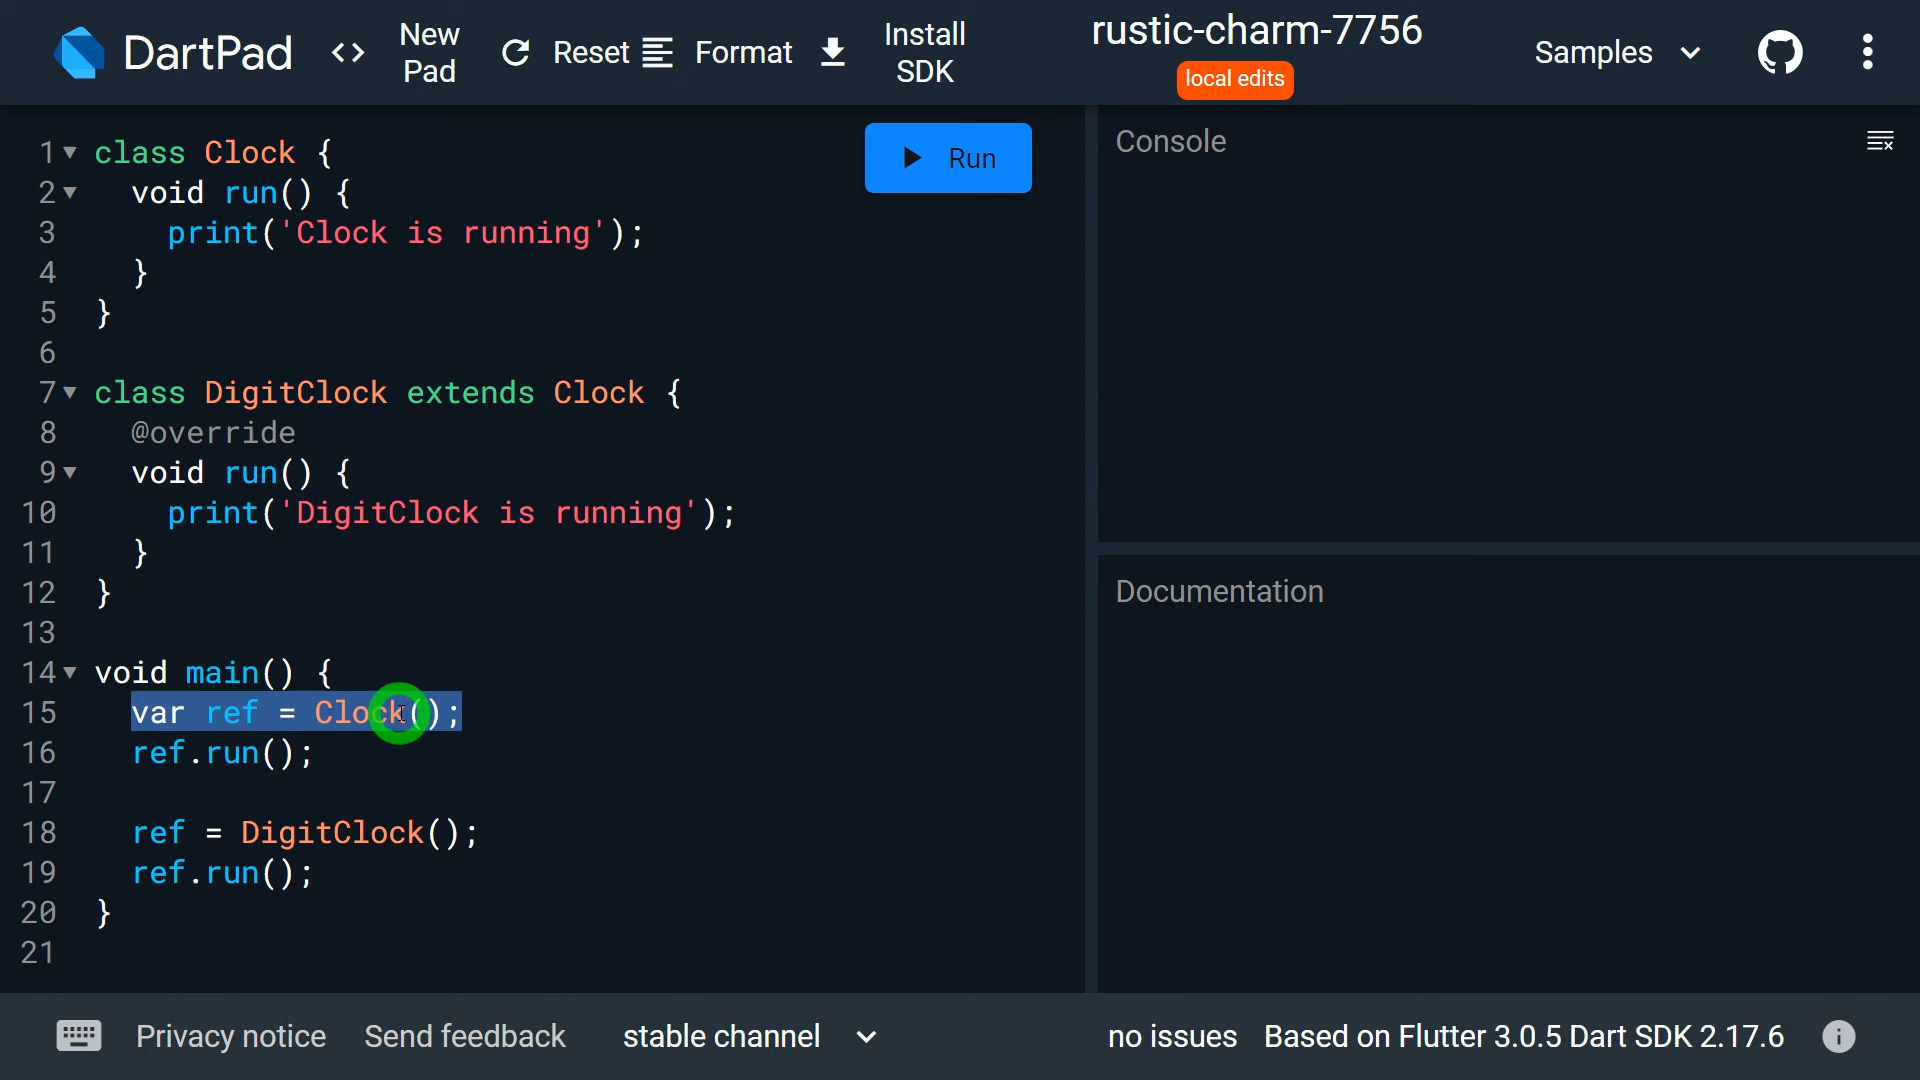 DartPad <> New Pad Reset Format Install SDK rustic-charm-7756 local edits Samples
Run
Console
1 class Clock {
2   void run() {
3     print('Clock is running');
4   }
5 }
6
7 class DigitClock extends Clock {
8   @override
9   void run() {
10     print('DigitClock is running');
11   }
12 }
13
14 void main() {
15   var ref = Clock();
16   ref.run();
17
18   ref = DigitClock();
19   ref.run();
20 }
21
Documentation
Privacy notice Send feedback stable channel no issues Based on Flutter 3.0.5 Dart SDK 2.17.6